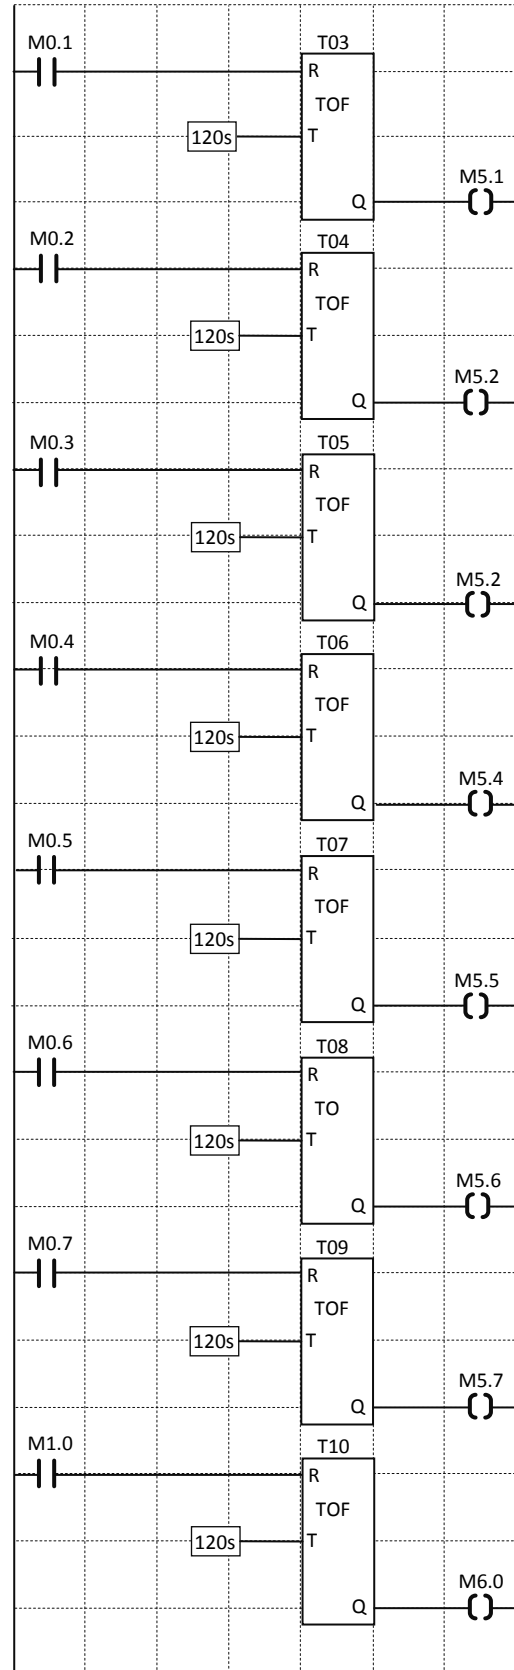 M0.1
T03
R
TOF
120s
T
M5.1
Q
M0.2
T04
R
TOF
120s
T
M5.2
Q
M0.3
T05
R
TOF
120s
T
M5.2
Q
M0.4
T06
R
TOF
120s
T
M5.4
Q
M0.5
T07
R
TOF
120s
T
M5.5
Q
M0.6
T08
R
TO
120s
T
M5.6
Q
M0.7
T09
R
TOF
120s
T
M5.7
Q
M1.0
T10
R
TOF
120s
T
M6.0
Q